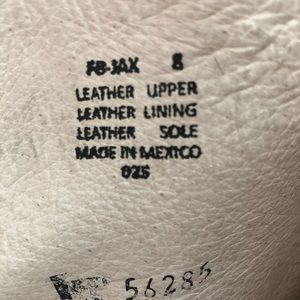 FB-JAX 8
LEATHER UPPER
LEATHER LINING
LEATHER SOLE
MADE IN MEXICO
025
56285